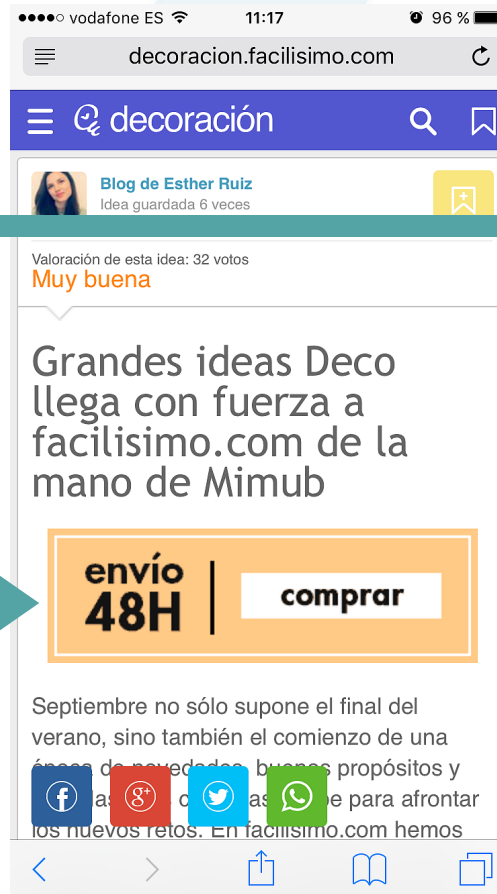 vodafone ES
11:17
96 %
decoracion.facilisimo.com
decoración
Blog de Esther Ruiz
Idea guardada 6 veces
Valoración de esta idea: 32 votos
Muy buena
Grandes ideas Deco
llega con fuerza a
facilisimo.com de la
mano de Mimub
envío
48H
comprar
Septiembre no sólo supone el final del
verano, sino también el comienzo de una
época de novedades, buenos propósitos y
para afrontar
los nuevos retos. En facilisimo.com hemos